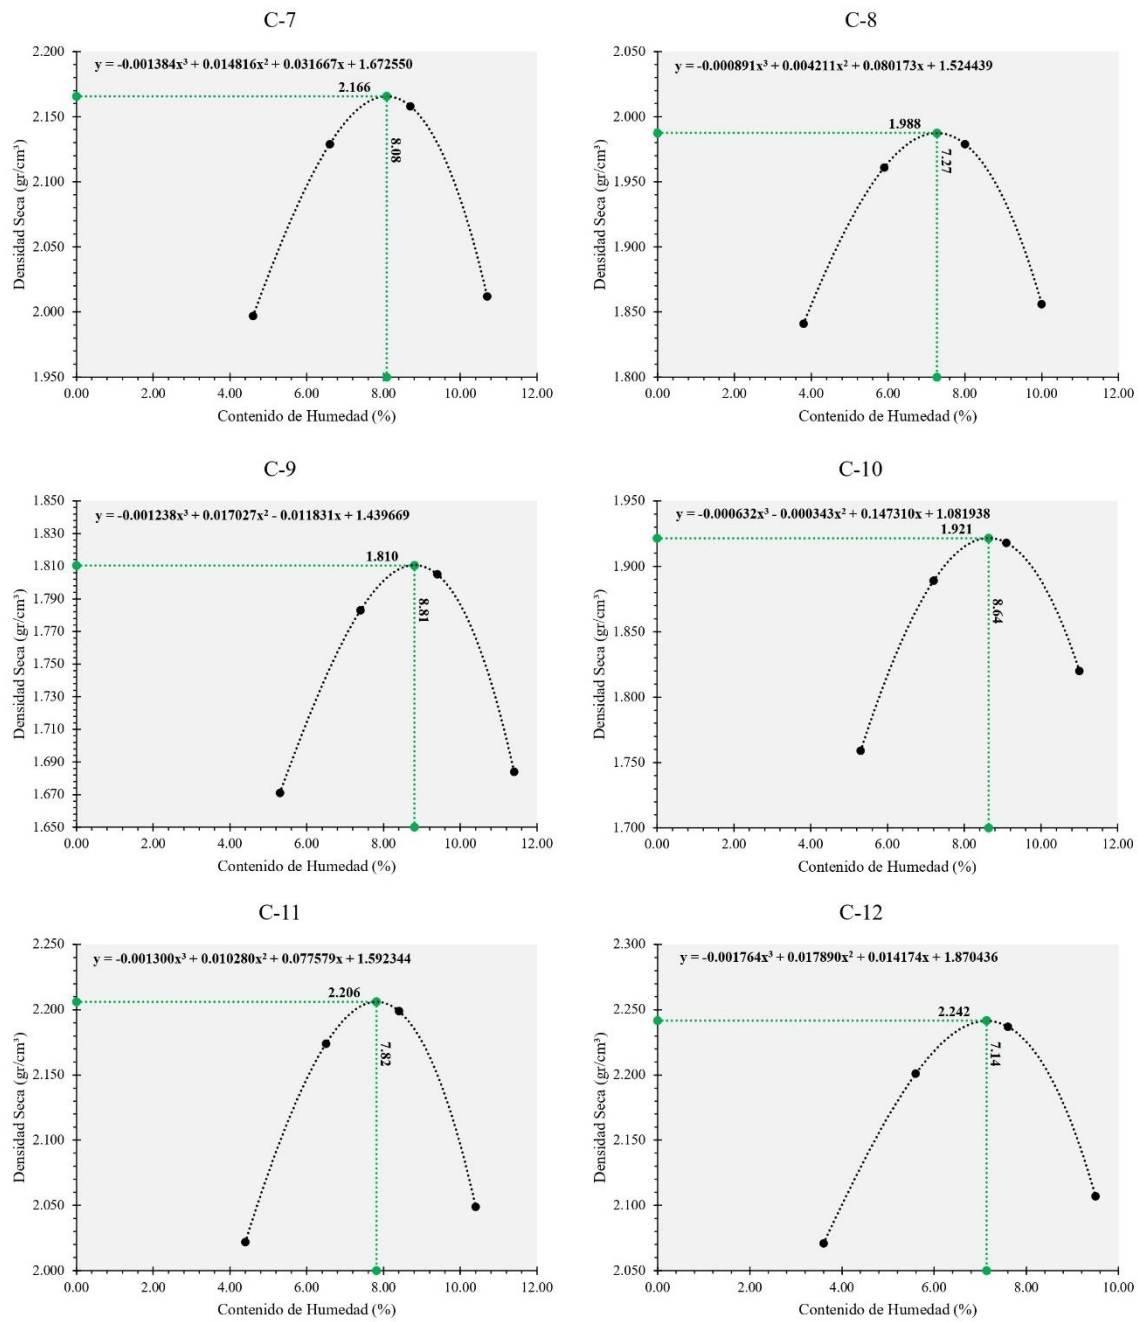 C-7
y = -0.001384x³ + 0.014816x² + 0.031667x + 1.672550
2.166
8.08
2.200
2.150
2.100
2.050
2.000
1.950
Densidad Seca (gr/cm³)
0.00 2.00 4.00 6.00 8.00 10.00 12.00
Contenido de Humedad (%)
C-8
y = -0.000891x³ + 0.004211x² + 0.080173x + 1.524439
1.988
7.27
2.050
2.000
1.950
1.900
1.850
1.800
Densidad Seca (gr/cm³)
0.00 2.00 4.00 6.00 8.00 10.00 12.00
Contenido de Humedad (%)
C-9
y = -0.001238x³ + 0.017027x² - 0.011831x + 1.439669
1.810
8.81
1.850
1.830
1.810
1.790
1.770
1.750
1.730
1.710
1.690
1.670
1.650
Densidad Seca (gr/cm³)
0.00 2.00 4.00 6.00 8.00 10.00 12.00
Contenido de Humedad (%)
C-10
y = -0.000632x³ - 0.000343x² + 0.147310x + 1.081938
1.921
8.64
1.950
1.900
1.850
1.800
1.750
1.700
Densidad Seca (gr/cm³)
0.00 2.00 4.00 6.00 8.00 10.00 12.00
Contenido de Humedad (%)
C-11
y = -0.001300x³ + 0.010280x² + 0.077579x + 1.592344
2.206
7.82
2.250
2.200
2.150
2.100
2.050
2.000
Densidad Seca (gr/cm³)
0.00 2.00 4.00 6.00 8.00 10.00 12.00
Contenido de Humedad (%)
C-12
y = -0.001764x³ + 0.017890x² + 0.014174x + 1.870436
2.242
7.14
2.300
2.250
2.200
2.150
2.100
2.050
Densidad Seca (gr/cm³)
0.00 2.00 4.00 6.00 8.00 10.00
Contenido de Humedad (%)